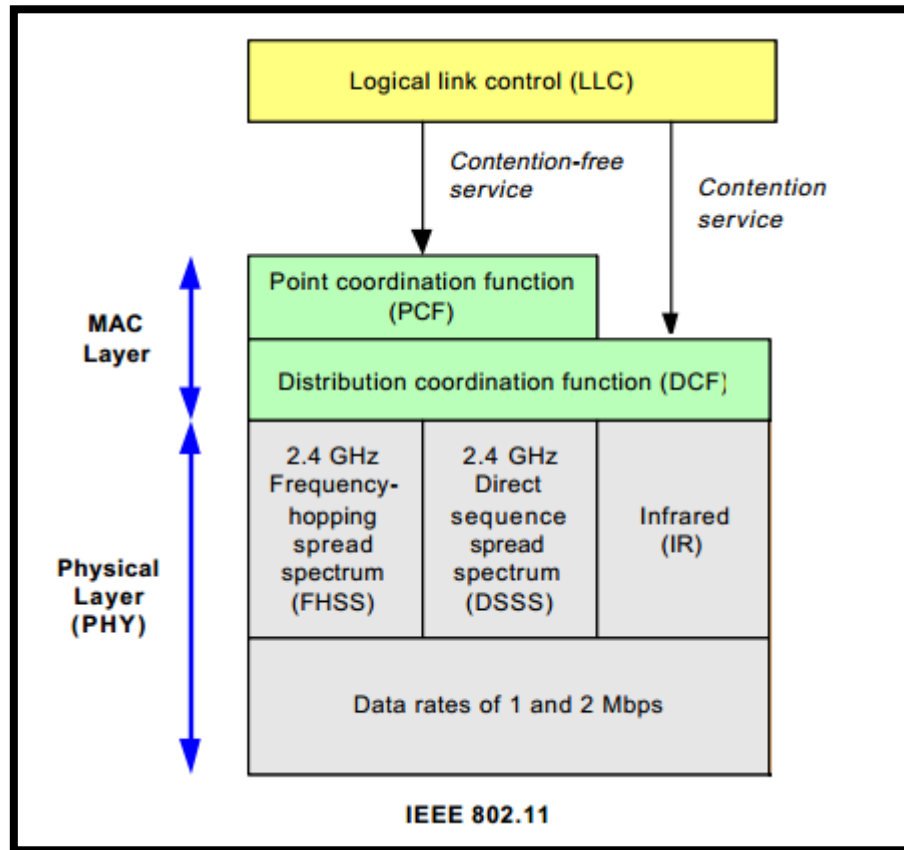 Logical link control (LLC)
Contention-free
service
Contention
service
Point coordination function
(PCF)
MAC
Layer
Distribution coordination function (DCF)
2.4 GHz
Frequency-
hopping
spread
spectrum
(FHSS)
2.4 GHz
Direct
sequence
spread
spectrum
(DSSS)
Infrared
(IR)
Physical
Layer
(PHY)
Data rates of 1 and 2 Mbps
IEEE 802.11